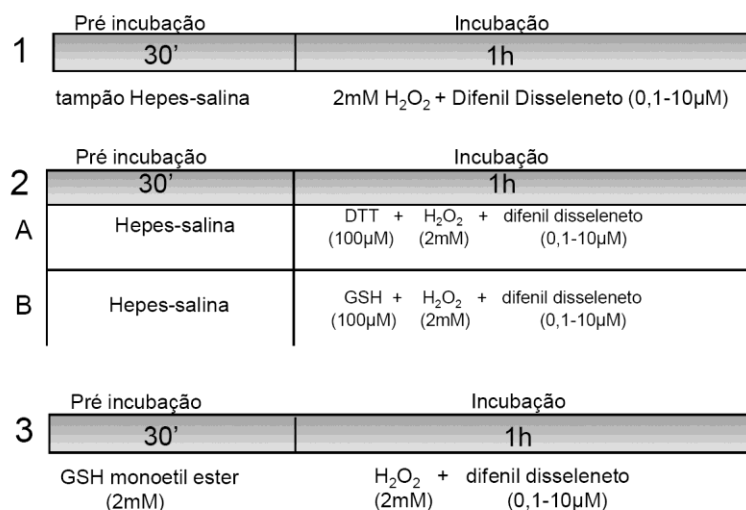 Pré incubação Incubação
1 30' 1h
tampão Hepes-salina 2mM H₂O₂ + Difenil Disseleneto (0,1-10µM)
Pré incubação Incubação
2 30' 1h
A Hepes-salina DTT + H₂O₂ + difenil disseleneto
(100µM) (2mM) (0,1-10µM)
B Hepes-salina GSH + H₂O₂ + difenil disseleneto
(100µM) (2mM) (0,1-10µM)
Pré incubação Incubação
3 30' 1h
GSH monoetil ester H₂O₂ + difenil disseleneto
(2mM) (2mM) (0,1-10µM)